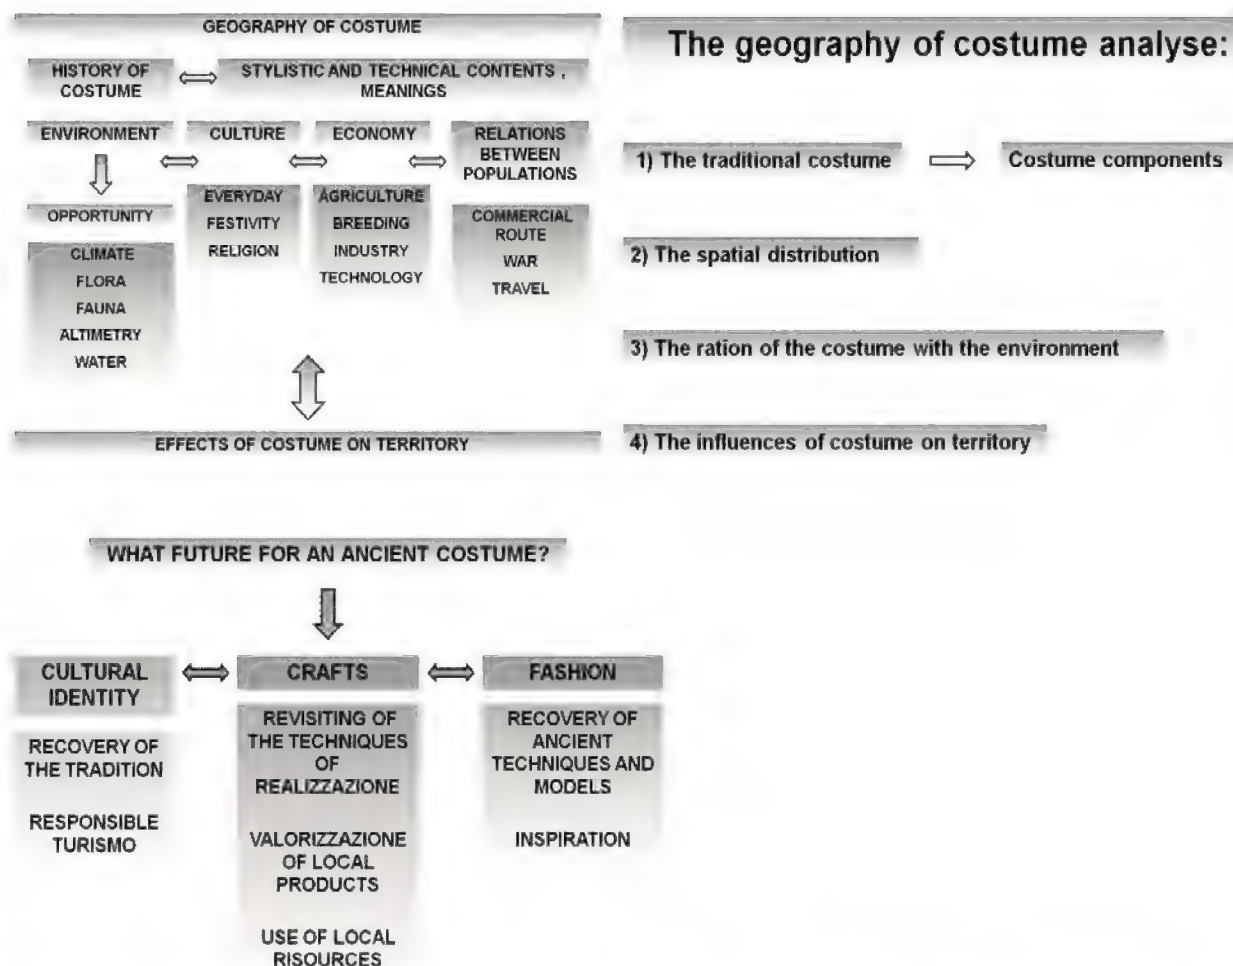 GEOGRAPHY OF COSTUME
HISTORY OF
COSTUME
STYLISTIC AND TECHNICAL CONTENTS ,
MEANINGS
ENVIRONMENT
CULTURE
ECONOMY
RELATIONS
BETWEEN
POPULATIONS
OPPORTUNITY
CLIMATE
FLORA
FAUNA
ALTIMETRY
WATER
EVERYDAY
FESTIVITY
RELIGION
AGRICULTURE
BREEDING
INDUSTRY
TECHNOLOGY
COMMERCIAL
ROUTE
WAR
TRAVEL
EFFECTS OF COSTUME ON TERRITORY
The geography of costume analyse:
1) The traditional costume
Costume components
2) The spatial distribution
3) The ration of the costume with the environment
4) The influences of costume on territory
WHAT FUTURE FOR AN ANCIENT COSTUME?
CULTURAL
IDENTITY
RECOVERY OF
THE TRADITION
RESPONSIBLE
TURISMO
CRAFTS
REVISITING OF
THE TECHNIQUES
OF
REALIZZAZIONE
VALORIZZAZIONE
OF LOCAL
PRODUCTS
USE OF LOCAL
RISOURCES
FASHION
RECOVERY OF
ANCIENT
TECHNIQUES AND
MODELS
INSPIRATION